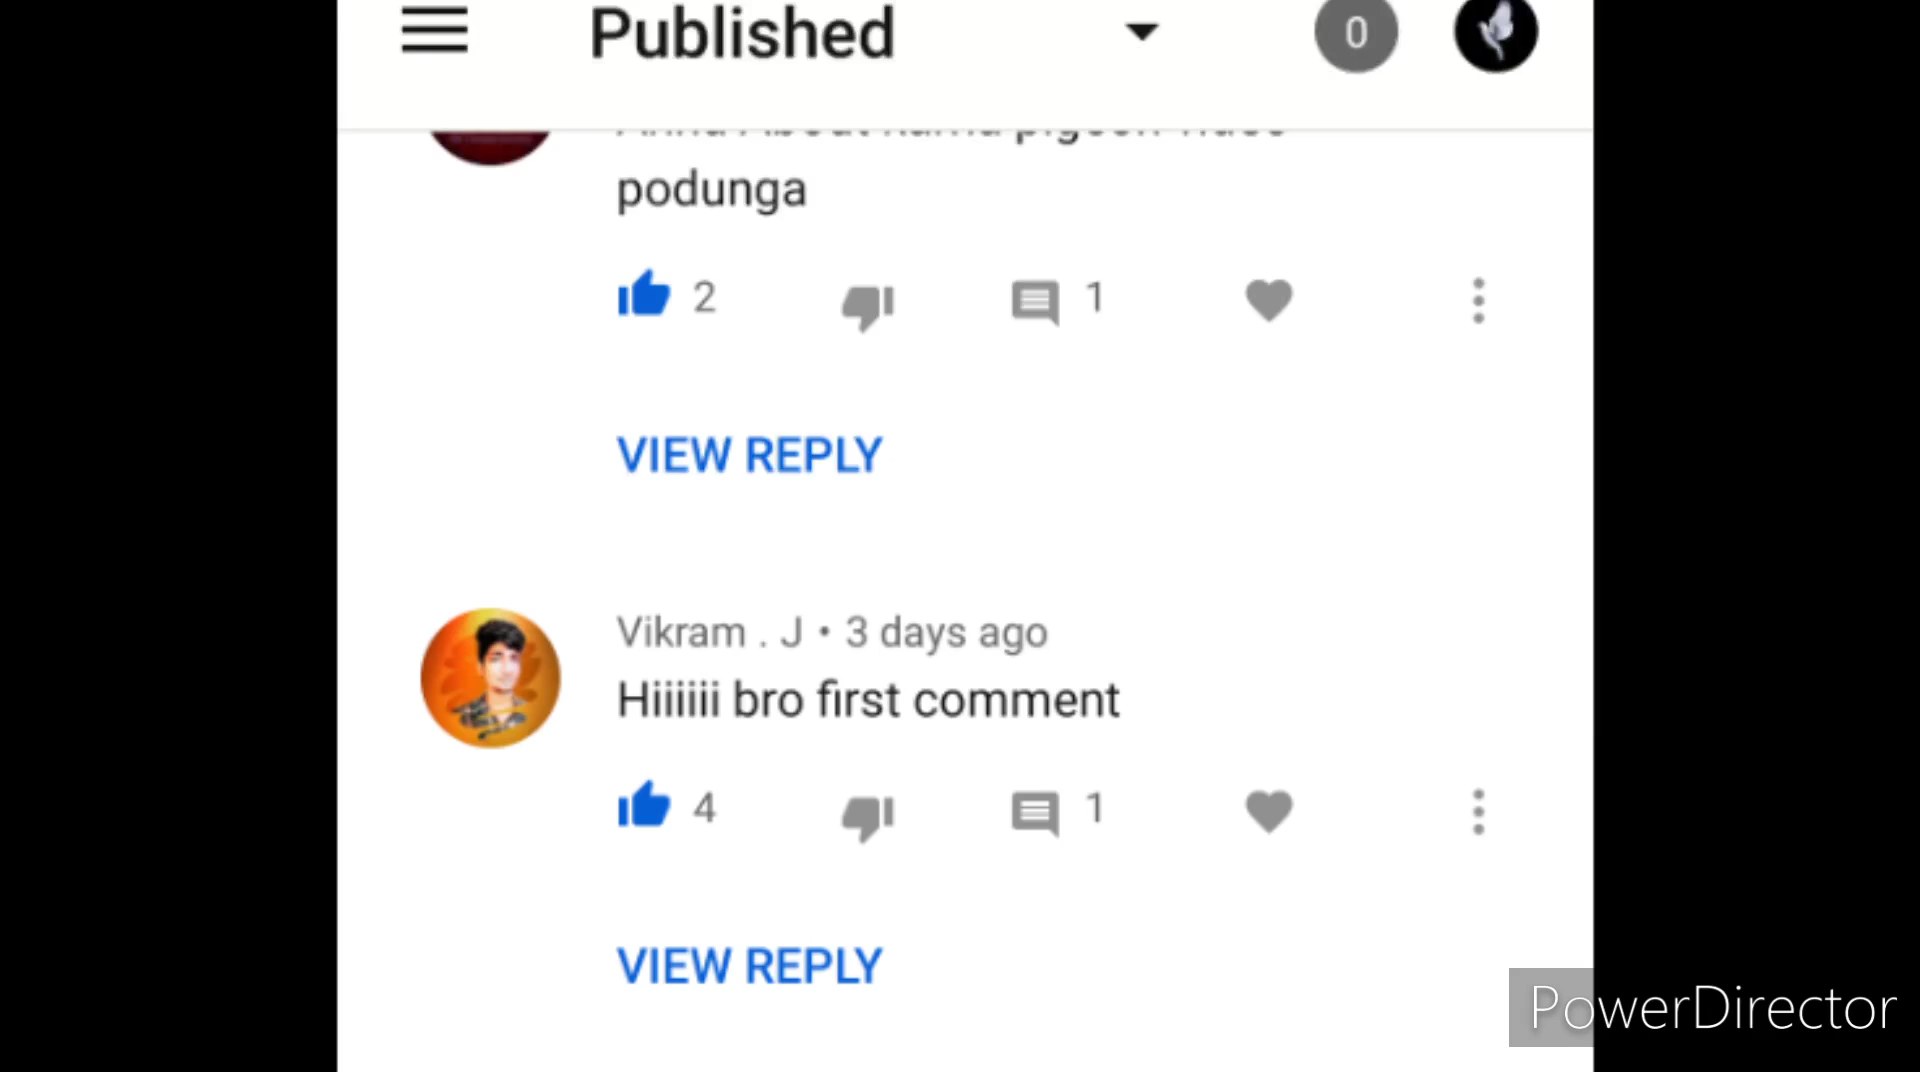 Published
0
podunga
2
1
VIEW REPLY
Vikram . J • 3 days ago
Hiiiiii bro first comment
4
1
VIEW REPLY
PowerDirector